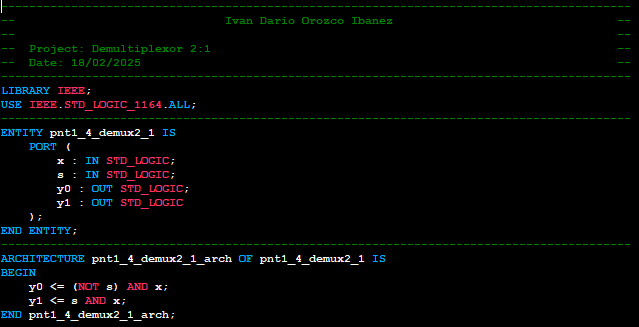 ------------------------------------------------------------------------------------------
--                              Ivan Dario Orozco Ibanez                                --
--                                                                                      --
--  Project: Demultiplexor 2:1                                                          --
--  Date: 18/02/2025                                                                    --
------------------------------------------------------------------------------------------
LIBRARY IEEE;
USE IEEE.STD_LOGIC_1164.ALL;
------------------------------------------------------------------------------------------
ENTITY pnt1_4_demux2_1 IS
    PORT (
        x : IN STD_LOGIC;
        s : IN STD_LOGIC;
        y0 : OUT STD_LOGIC;
        y1 : OUT STD_LOGIC
    );
END ENTITY;
------------------------------------------------------------------------------------------
ARCHITECTURE pnt1_4_demux2_1_arch OF pnt1_4_demux2_1 IS
BEGIN
    y0 <= (NOT s) AND x;
    y1 <= s AND x;
END pnt1_4_demux2_1_arch;